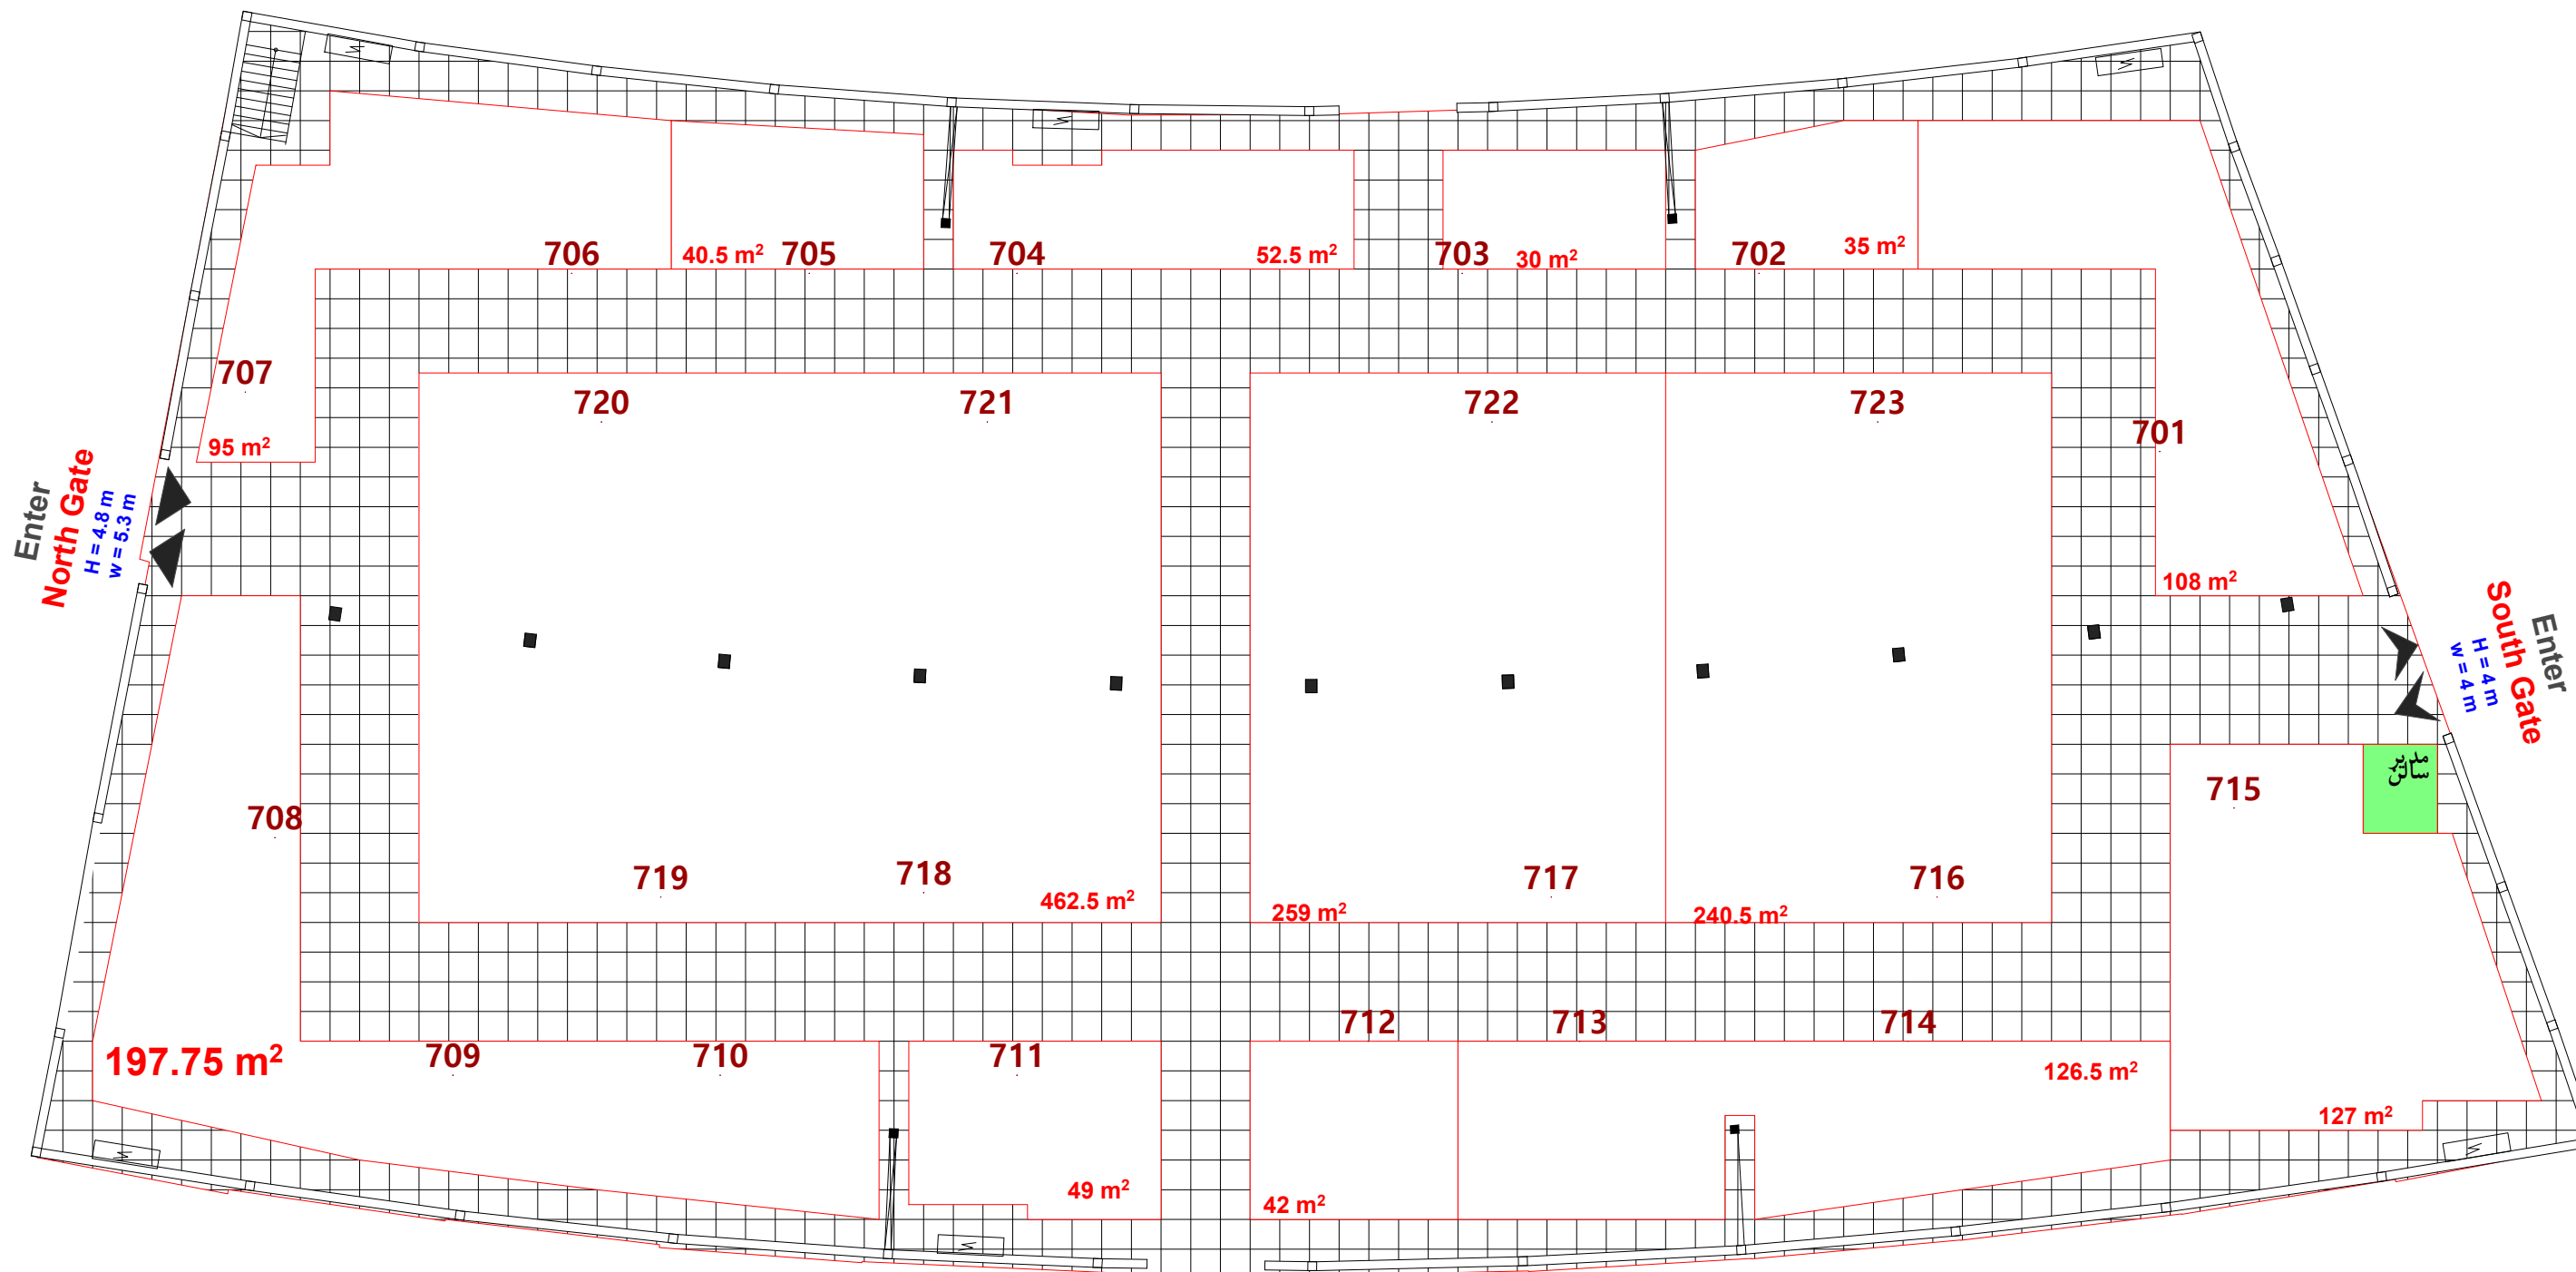 706
40.5 m²
705
704
52.5 m²
703
30 m²
702
35 m²
707
95 m²
720
721
722
723
701
108 m²
Enter
North Gate
H = 4.8 m
w = 5.3 m
Enter
South Gate
H = 4 m
w = 4 m
مدیر
سالن
715
708
719
718
462.5 m²
717
259 m²
716
240.5 m²
197.75 m²
709
710
711
49 m²
712
42 m²
713
714
126.5 m²
127 m²